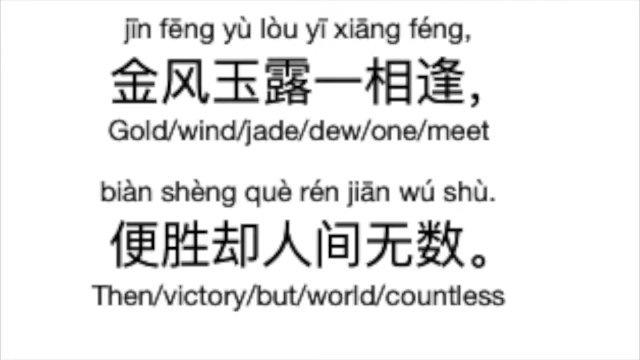 jīn fēng yù lòu yī xiāng féng,
金风玉露一相逢,
Gold/wind/jade/dew/one/meet
biàn shèng què rén jiān wú shù.
便胜却人间无数。
Then/victory/but/world/countless